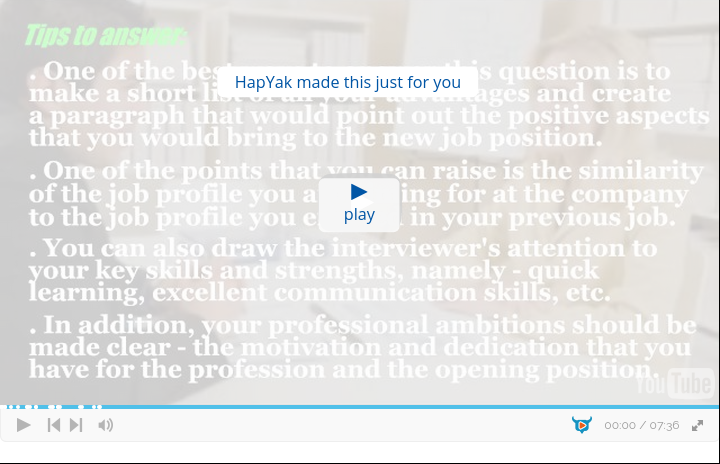 Tips to answer:
. One of the best question is to
HapYak made this just for you
make a short list of all your advantages and create
a paragraph that would point out the positive aspects
that you would bring to the new job position.
. One of the points that you can raise is the similarity
of the job profile you a ing for at the company
to the job profile you e in your previous job.
play
. You can also draw the interviewer's attention to
your key skills and strengths, namely - quick
learning, excellent communication skills, etc.
. In addition, your professional ambitions should be
made clear - the motivation and dedication that you
have for the profession and the opening position.
YouTube
00:00 / 07:36